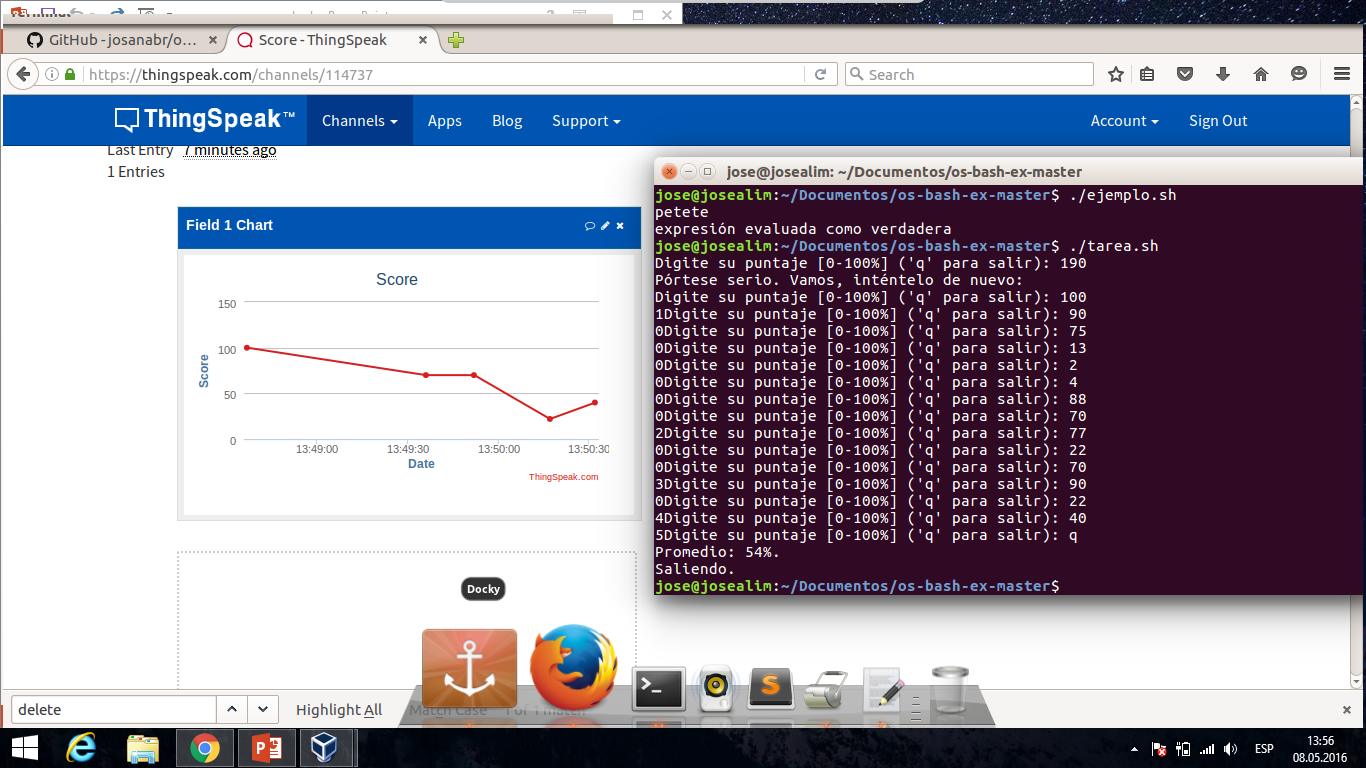 GitHub - josanabr/o...
Score - ThingSpeak
https://thingspeak.com/channels/114737
Search
ThingSpeak™
Channels
Apps
Blog
Support
Account
Sign Out
Last Entry 7 minutes ago
1 Entries
Field 1 Chart
Score
150
100
50
0
Score
13:49:00
13:49:30
13:50:00
13:50:30
Date
ThingSpeak.com
jose@josealim: ~/Documentos/os-bash-ex-master
jose@josealim:~/Documentos/os-bash-ex-master$ ./ejemplo.sh
petete
expresión evaluada como verdadera
jose@josealim:~/Documentos/os-bash-ex-master$ ./tarea.sh
Digite su puntaje [0-100%] ('q' para salir): 190
Pórtese serio. Vamos, inténtelo de nuevo:
Digite su puntaje [0-100%] ('q' para salir): 100
1Digite su puntaje [0-100%] ('q' para salir): 90
0Digite su puntaje [0-100%] ('q' para salir): 75
0Digite su puntaje [0-100%] ('q' para salir): 13
0Digite su puntaje [0-100%] ('q' para salir): 2
0Digite su puntaje [0-100%] ('q' para salir): 4
0Digite su puntaje [0-100%] ('q' para salir): 88
0Digite su puntaje [0-100%] ('q' para salir): 70
2Digite su puntaje [0-100%] ('q' para salir): 77
0Digite su puntaje [0-100%] ('q' para salir): 22
0Digite su puntaje [0-100%] ('q' para salir): 70
3Digite su puntaje [0-100%] ('q' para salir): 90
0Digite su puntaje [0-100%] ('q' para salir): 22
4Digite su puntaje [0-100%] ('q' para salir): 40
5Digite su puntaje [0-100%] ('q' para salir): q
Promedio: 54%.
Saliendo.
jose@josealim:~/Documentos/os-bash-ex-master$
Docky
delete
Highlight All
Match Case
1 of 1 match
ESP
13:56
08.05.2016